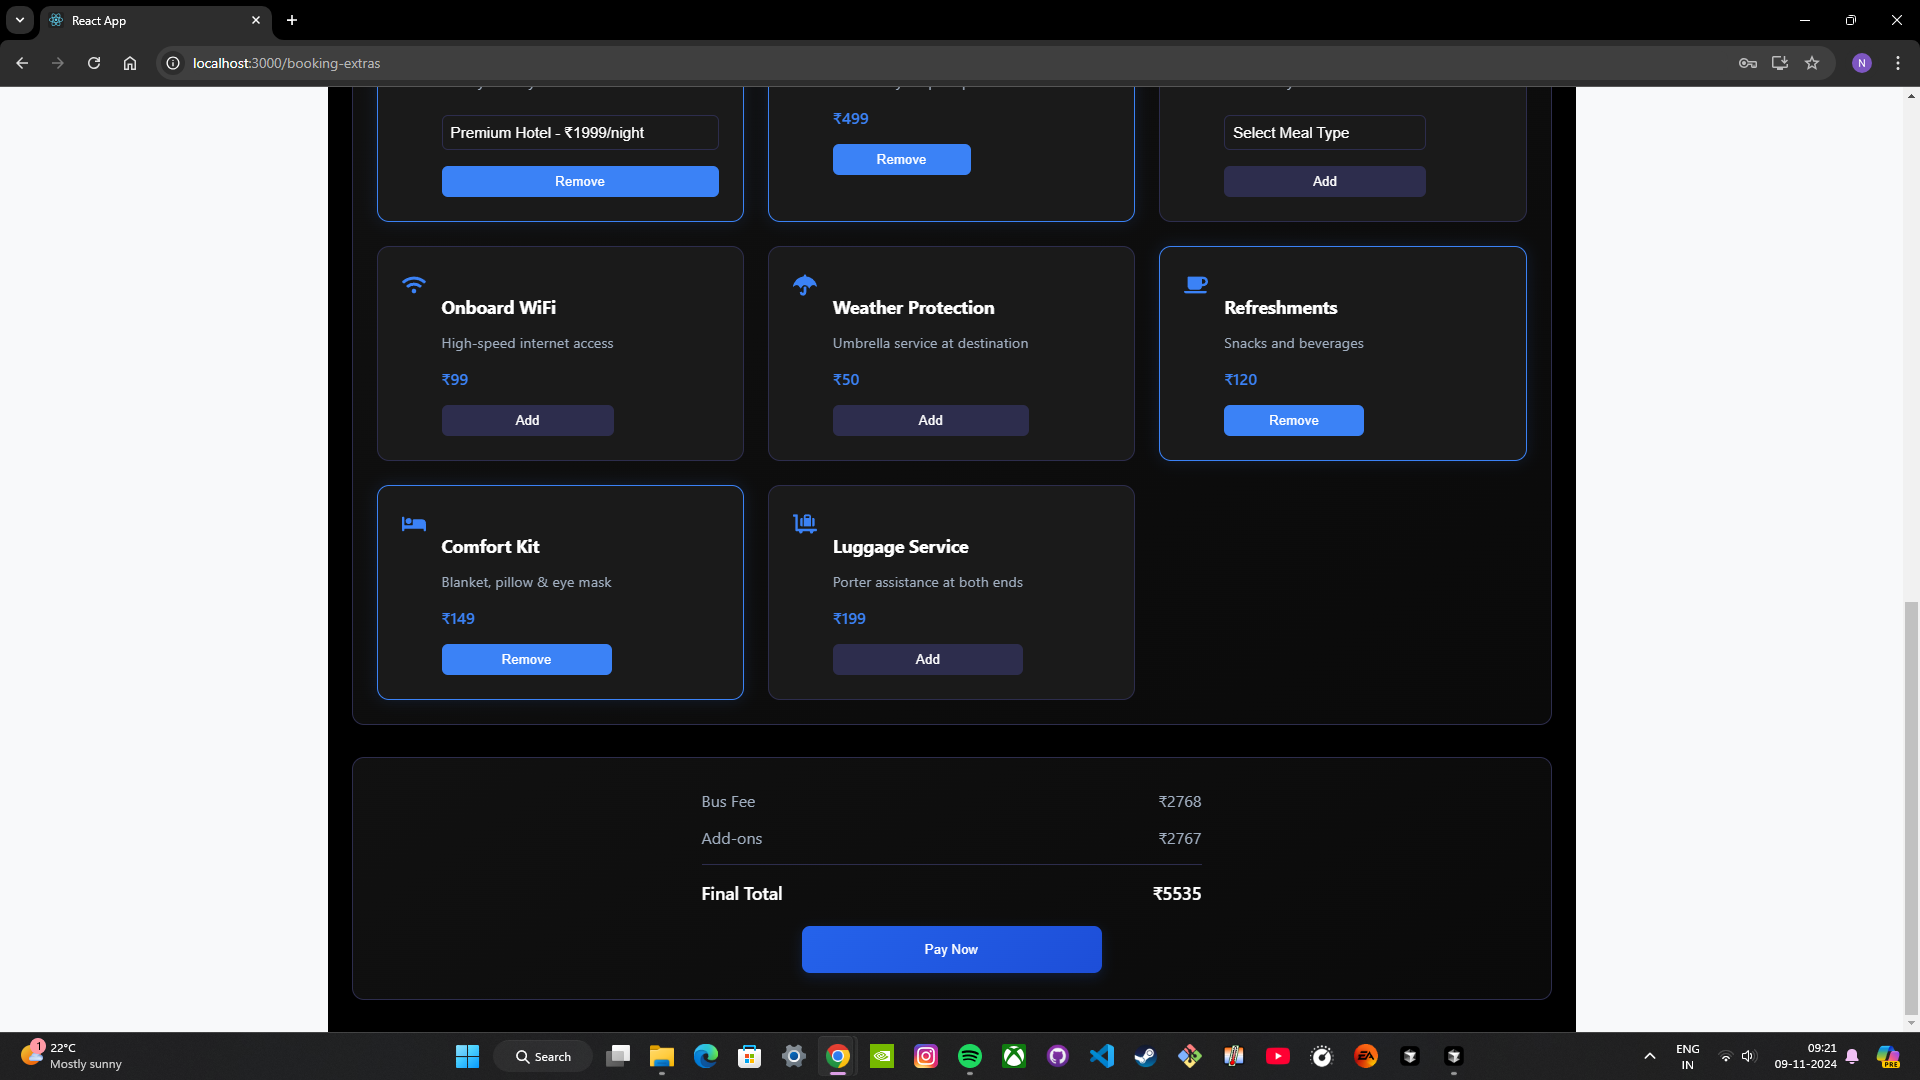 React App
localhost:3000/booking-extras
N
Premium Hotel - ₹1999/night
Remove
₹499
Remove
Select Meal Type
Add
Onboard WiFi
High-speed internet access
₹99
Add
Weather Protection
Umbrella service at destination
₹50
Add
Refreshments
Snacks and beverages
₹120
Remove
Comfort Kit
Blanket, pillow & eye mask
₹149
Remove
Luggage Service
Porter assistance at both ends
₹199
Add
Bus Fee ₹2768
Add-ons ₹2767
Final Total ₹5535
Pay Now
1
22°C
Mostly sunny
Search
EA
PRE
ENG
IN
09:21
09-11-2024